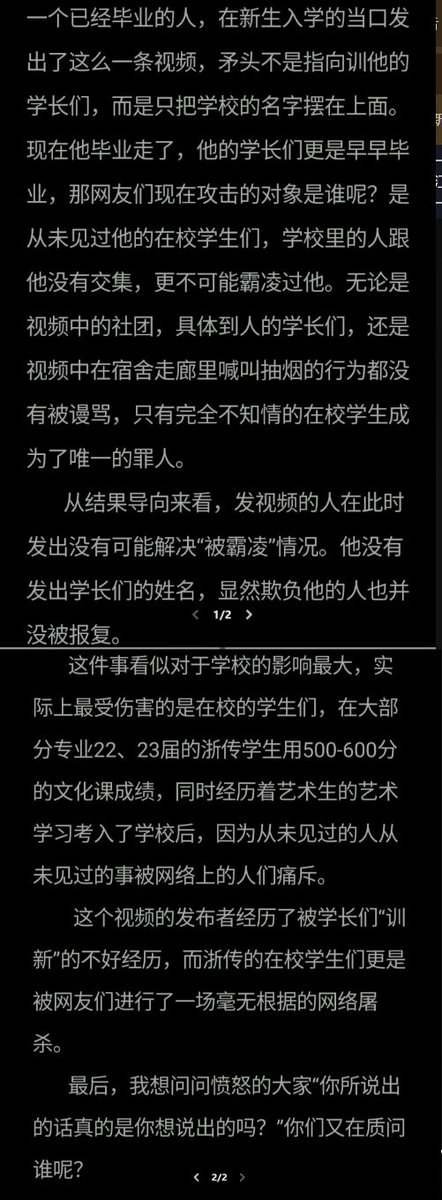 一个已经毕业的人，在新生入学的当口发
出了这么一条视频，矛头不是指向训他的
学长们，而是只把学校的名字摆在上面。
现在他毕业走了，他的学长们更是早早毕
业，那网友们现在攻击的对象是谁呢？是
从未见过他的在校学生们，学校里的人跟
他没有交集，更不可能霸凌过他。无论是
视频中的社团，具体到人的学长们，还是
视频中在宿舍走廊里喊叫抽烟的行为都没
有被谩骂，只有完全不知情的在校学生成
为了唯一的罪人。
从结果导向来看，发视频的人在此时
发出没有可能解决“被霸凌”情况。他没有
发出学长们的姓名，显然欺负他的人也并
1/2
没被报复。
这件事看似对于学校的影响最大，实
际上最受伤害的是在校的学生们，在大部
分专业22、23届的浙传学生用500-600分
的文化课成绩，同时经历着艺术生的艺术
学习考入了学校后，因为从未见过的人从
未见过的事被网络上的人们痛斥。
这个视频的发布者经历了被学长们“训
新”的不好经历，而浙传的在校学生们更是
被网友们进行了一场毫无根据的网络屠
杀。
最后，我想问问愤怒的大家“你所说出
的话真的是你想说出的吗？”你们又在质问
谁呢？
2/2